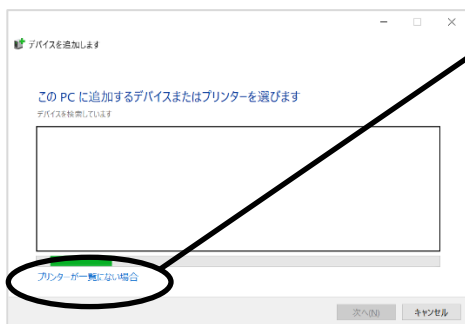 デバイスを追加します
この PC に追加するデバイスまたはプリンターを選びます
デバイスを検索しています
プリンターが一覧にない場合
次へ(N)
キャンセル